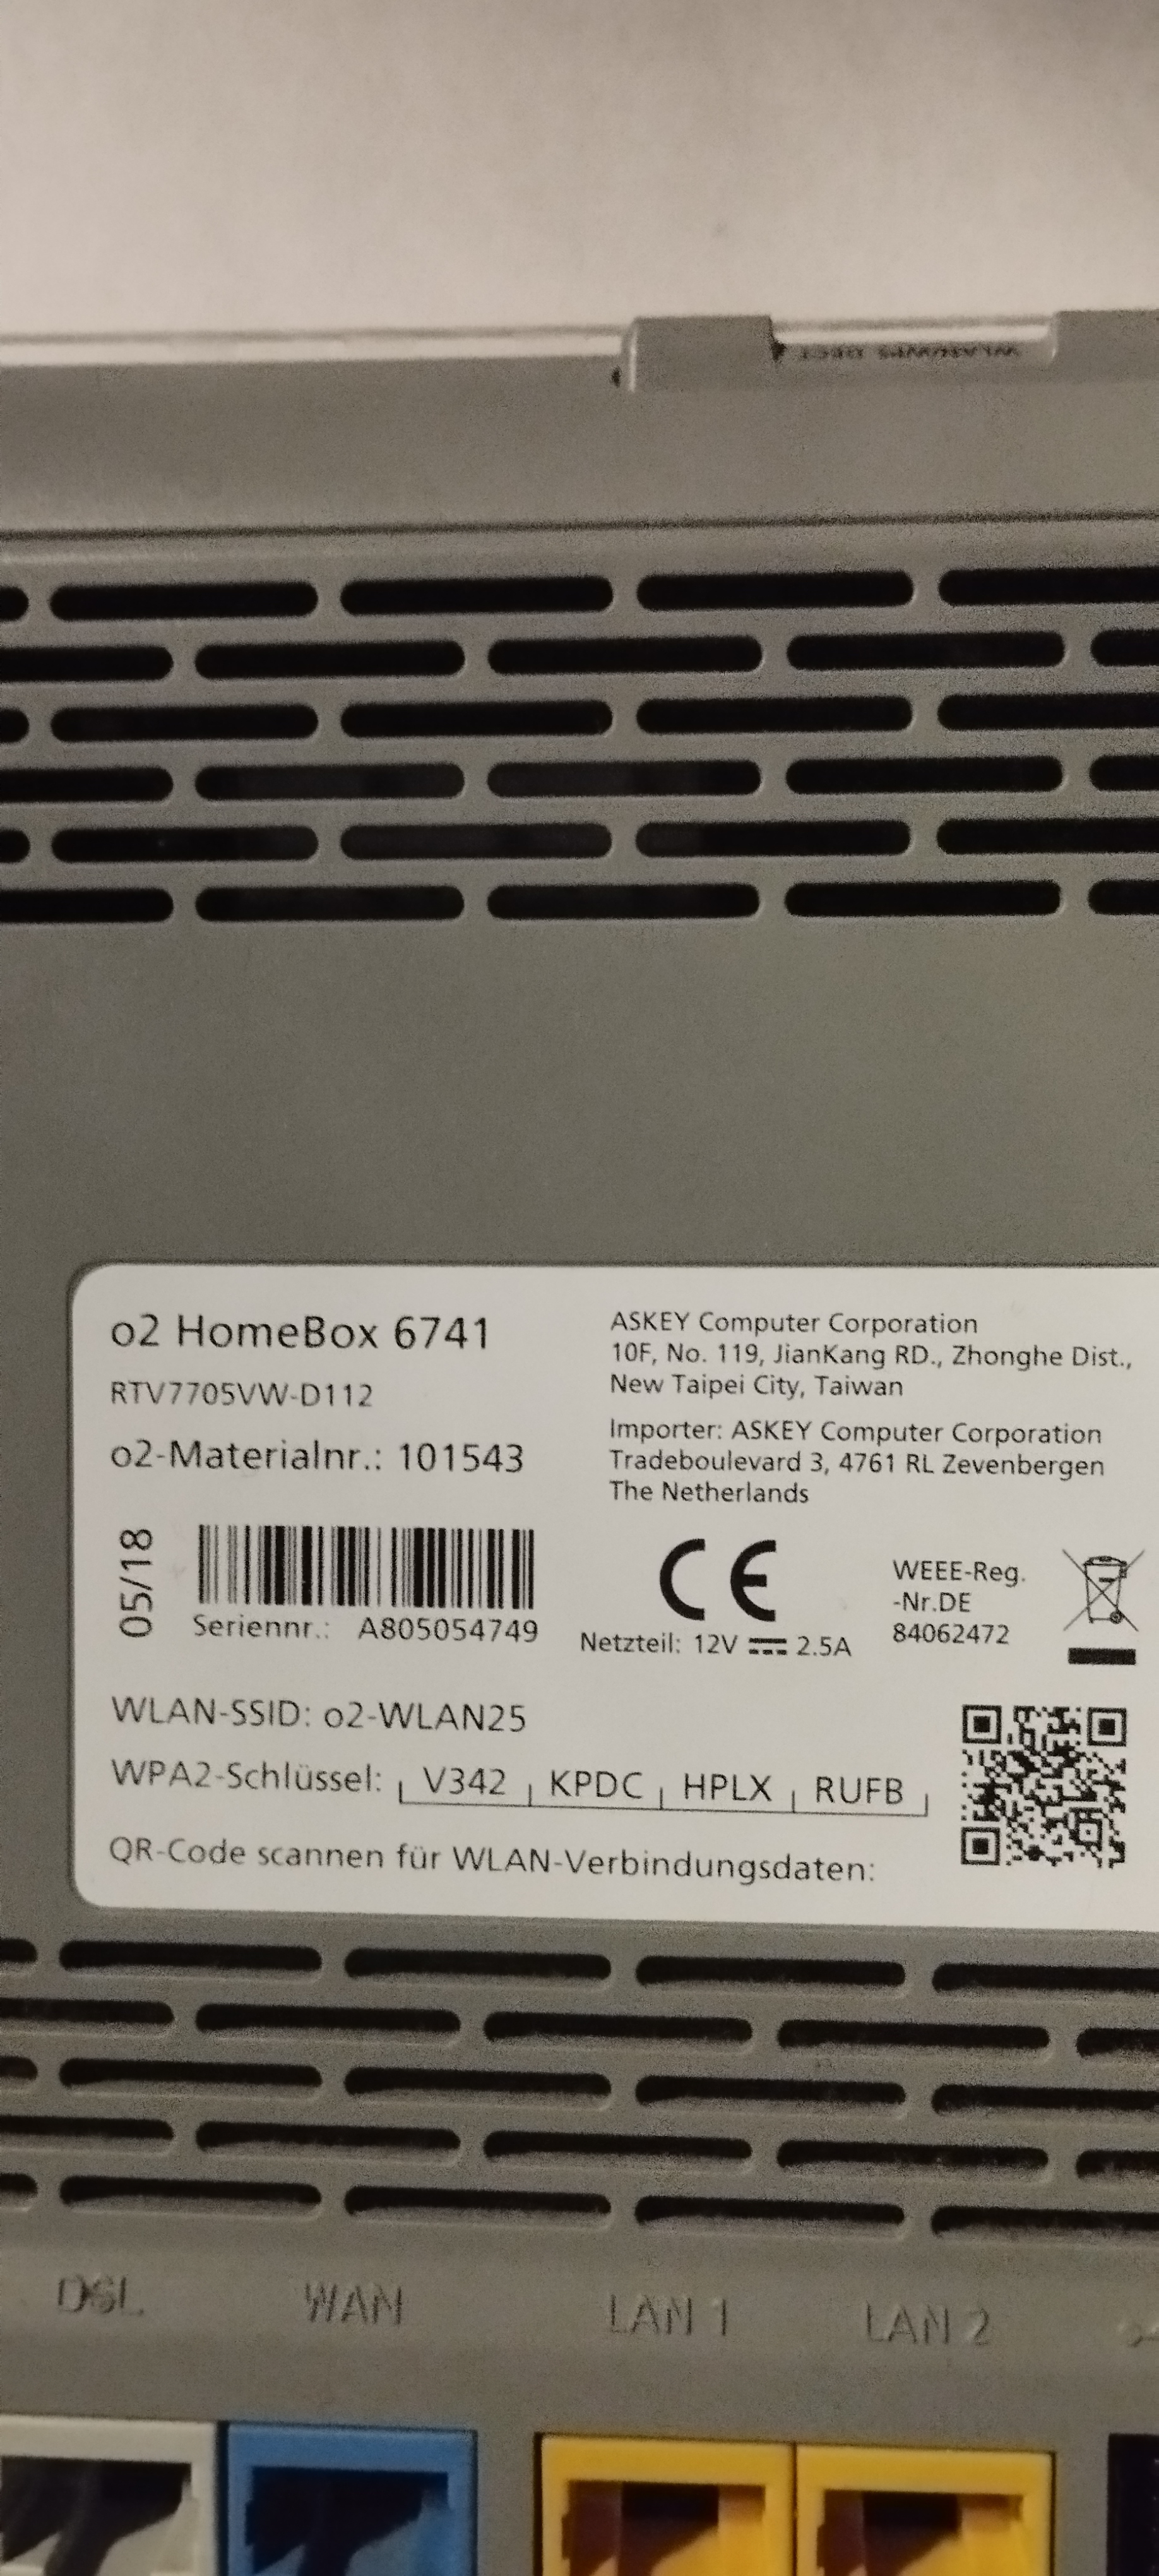 o2 HomeBox 6741
RTV7705VW-D112
o2-Materialnr.: 101543
ASKEY Computer Corporation
10F, No. 119, JianKang RD., Zhonghe Dist.,
New Taipei City, Taiwan
Importer: ASKEY Computer Corporation
Tradeboulevard 3, 4761 RL Zevenbergen
The Netherlands
05/18
Seriennr.: A805054749
CE
Netzteil: 12V 2.5A
WEEE-Reg.
-Nr.DE
84062472
WLAN-SSID: o2-WLAN25
WPA2-Schlüssel: V342 KPDC HPLX RUFB
QR-Code scannen für WLAN-Verbindungsdaten:
DSL WAN LAN 1 LAN 2